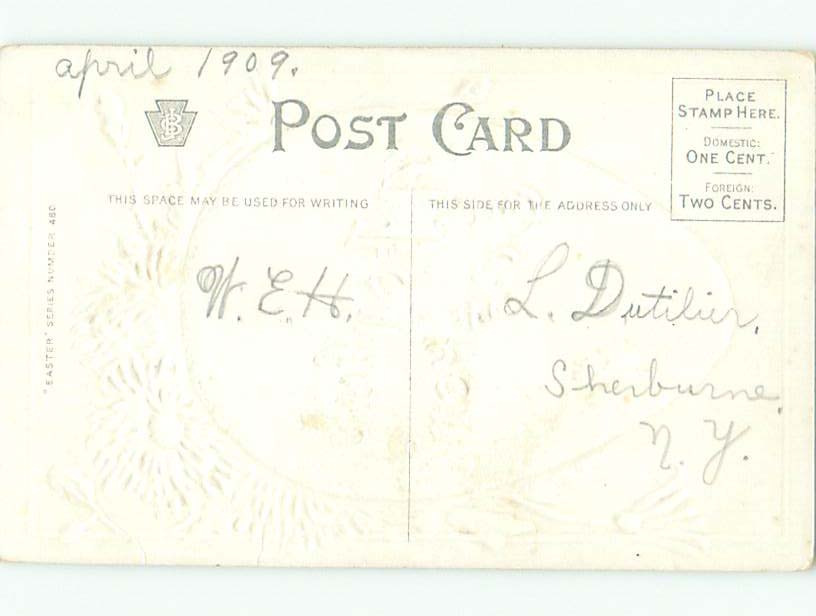 april 1909.
POST CARD
PLACE
STAMP HERE.
DOMESTIC:
ONE CENT.
FOREIGN:
TWO CENTS.
THIS SPACE MAY BE USED FOR WRITING
THIS SIDE FOR THE ADDRESS ONLY
"EASTER" SERIES NUMBER 460
W. E. H.
L. Dutilier,
Sherburne,
N. Y.